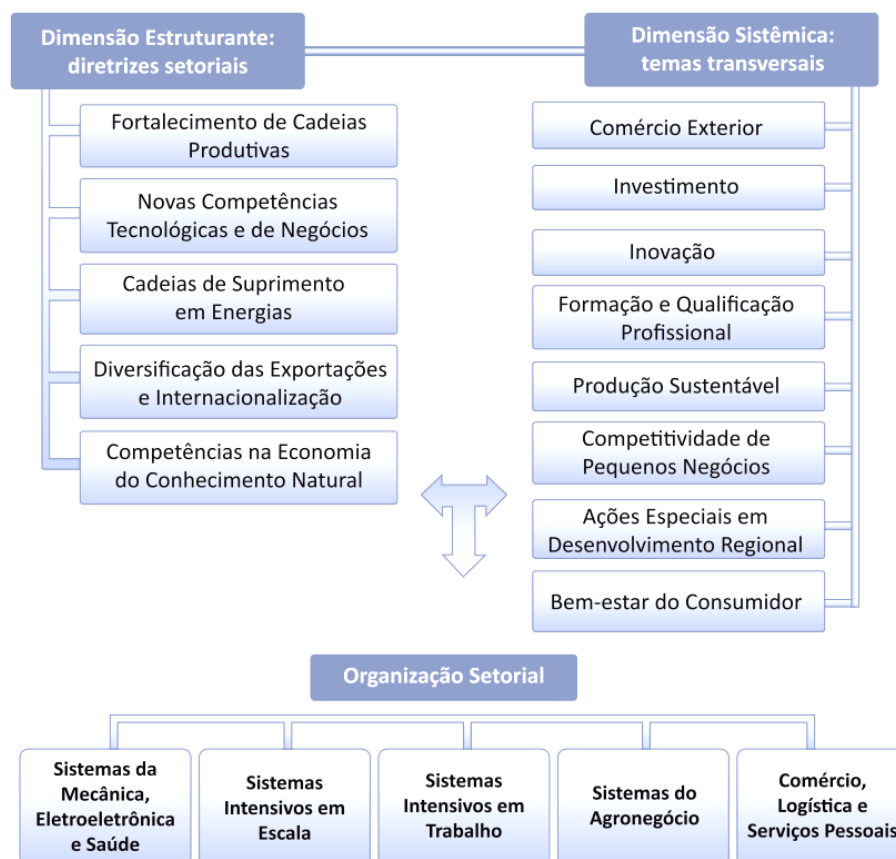 Dimensão Estruturante:
diretrizes setoriais
Fortalecimento de Cadeias
Produtivas
Novas Competências
Tecnológicas e de Negócios
Cadeias de Suprimento
em Energias
Diversificação das Exportações
e Internacionalização
Competências na Economia
do Conhecimento Natural
Dimensão Sistêmica:
temas transversais
Comércio Exterior
Investimento
Inovação
Formação e Qualificação
Profissional
Produção Sustentável
Competitividade de
Pequenos Negócios
Ações Especiais em
Desenvolvimento Regional
Bem-estar do Consumidor
Organização Setorial
Sistemas da
Mecânica,
Eletroeletrônica
e Saúde
Sistemas
Intensivos em
Escala
Sistemas
Intensivos em
Trabalho
Sistemas do
Agronegócio
Comércio,
Logística e
Serviços Pessoais